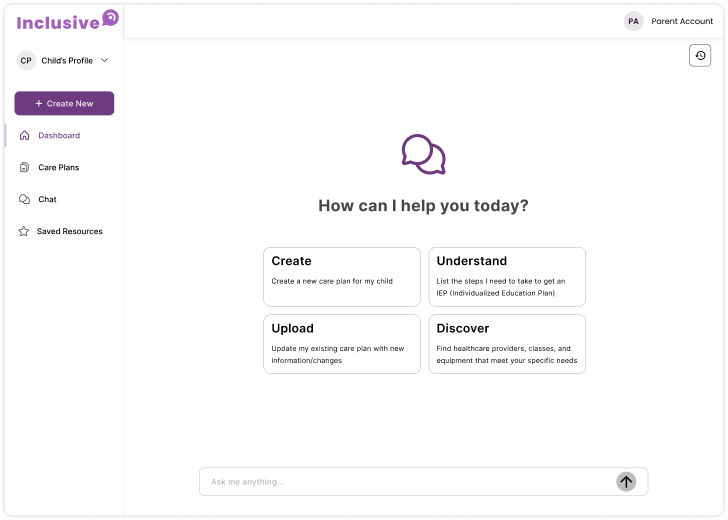 Inclusive
PA Parent Account
CP Child's Profile
+ Create New
Dashboard
Care Plans
Chat
Saved Resources
How can I help you today?
Create
Create a new care plan for my child
Understand
List the steps I need to take to get an
IEP (Individualized Education Plan)
Upload
Update my existing care plan with new
information/changes
Discover
Find healthcare providers, classes, and
equipment that meet your specific needs
Ask me anything...